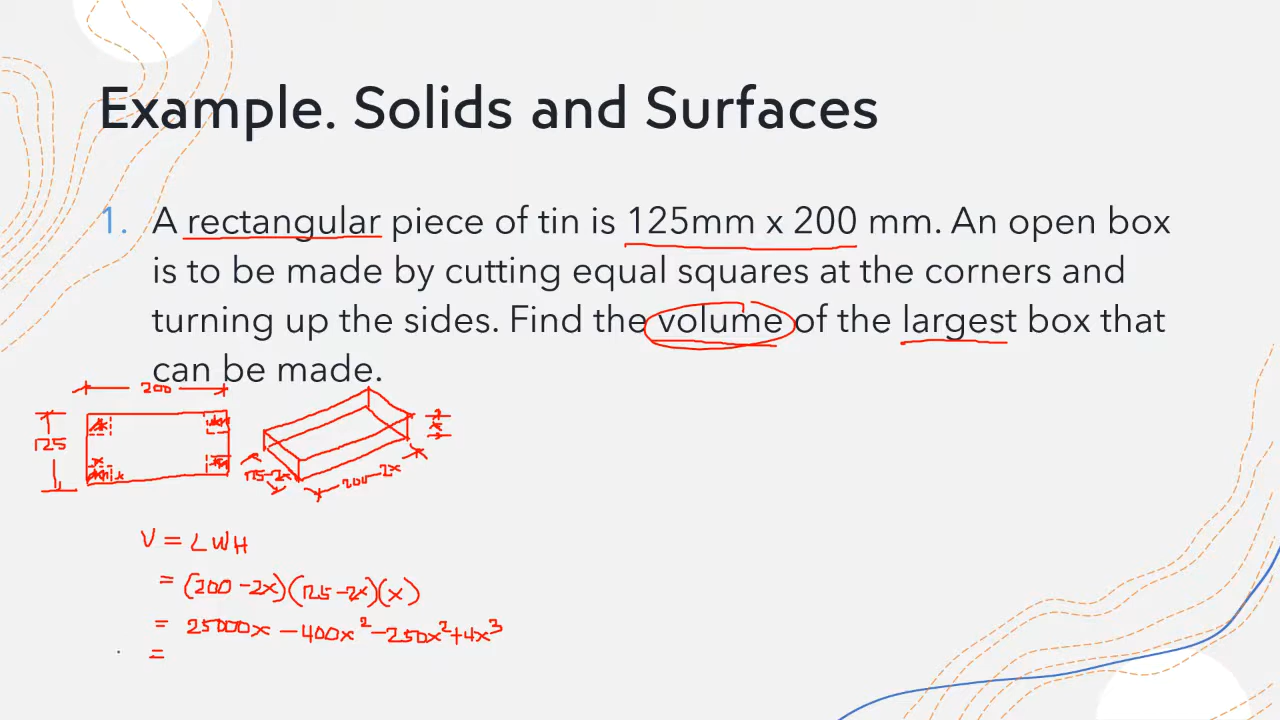 Example. Solids and Surfaces
1. A rectangular piece of tin is 125mm x 200 mm. An open box
is to be made by cutting equal squares at the corners and
turning up the sides. Find the volume of the largest box that
can be made.
200
125
x
x
x
125-2x
200-2x
V = LWH
= (200-2x)(125-2x)(x)
= 25000x - 400x² - 250x² + 4x³
=